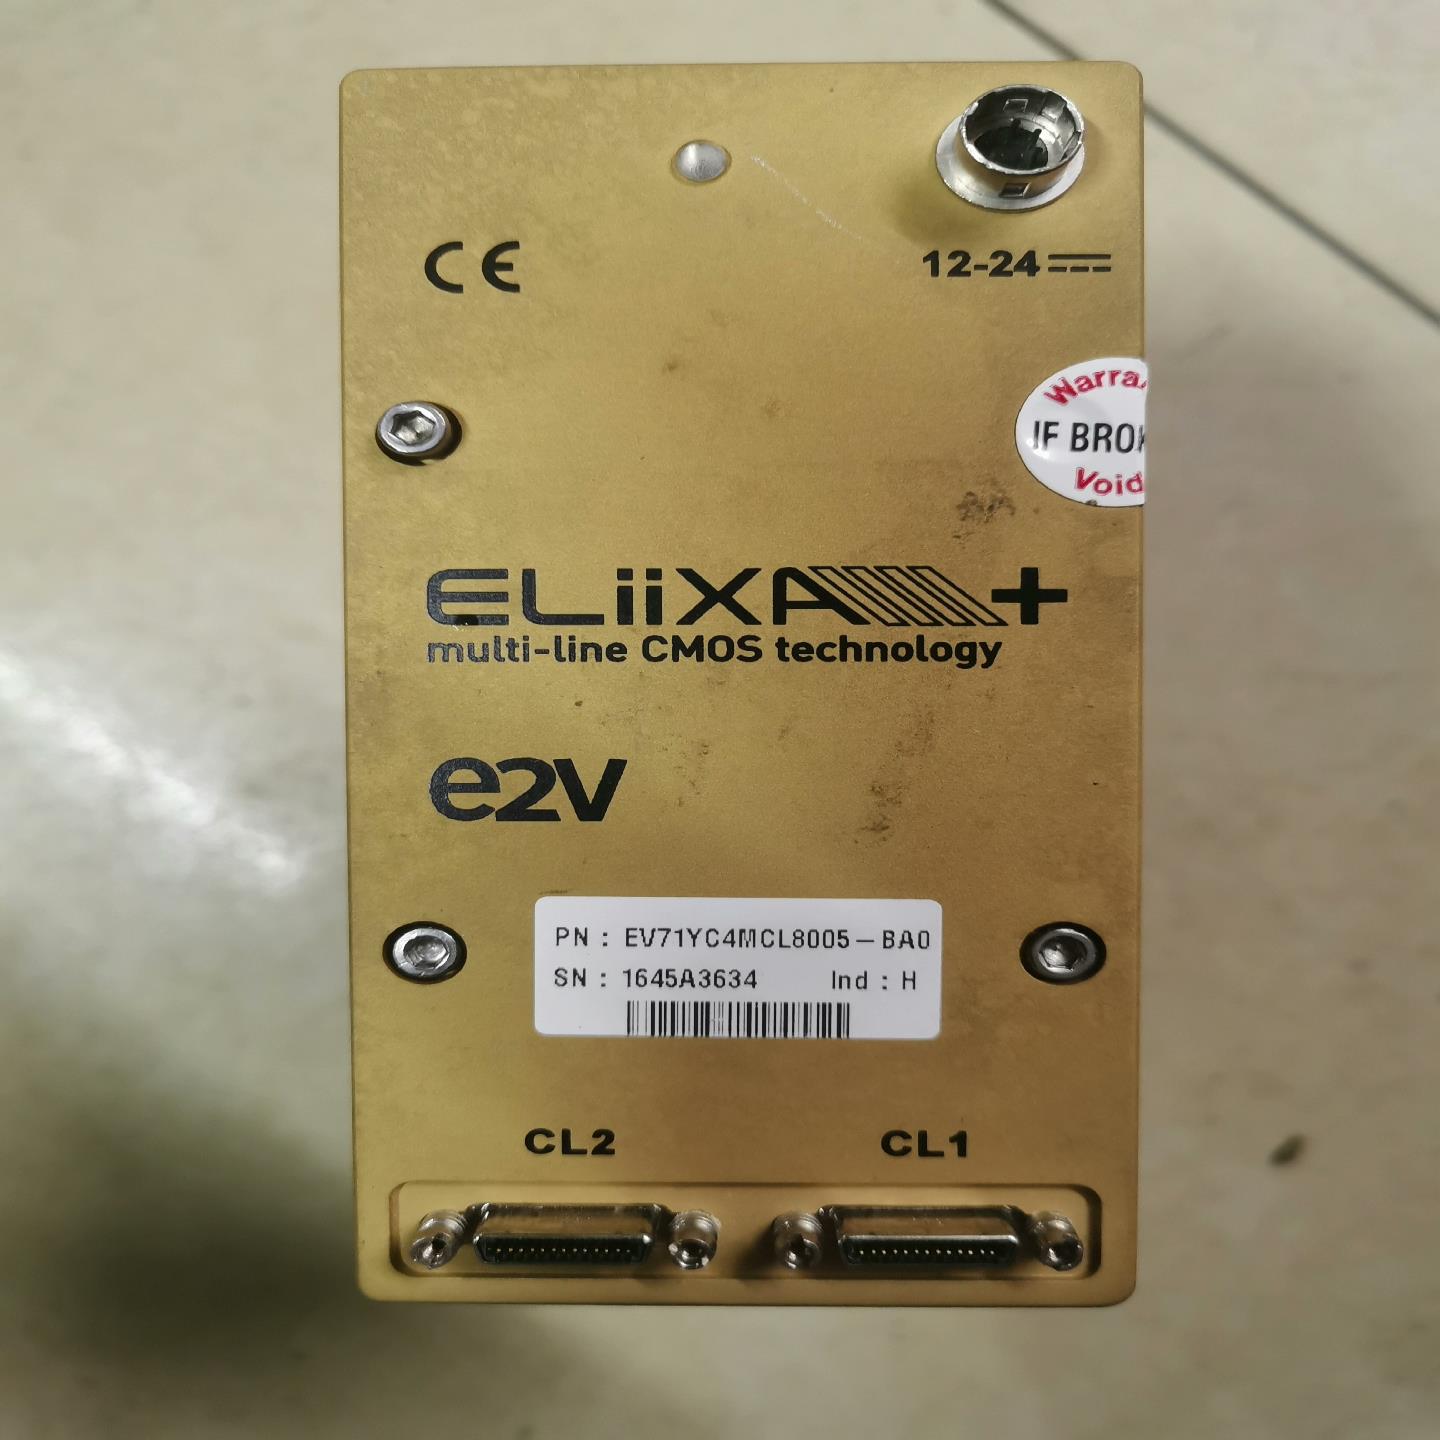 CE
12-24
Warra
IF BROK
Void
ELiiXA+
multi-line CMOS technology
e2v
PN : EV71YC4MCL8005-BA0
SN : 1645A3634 Ind : H
CL2 CL1